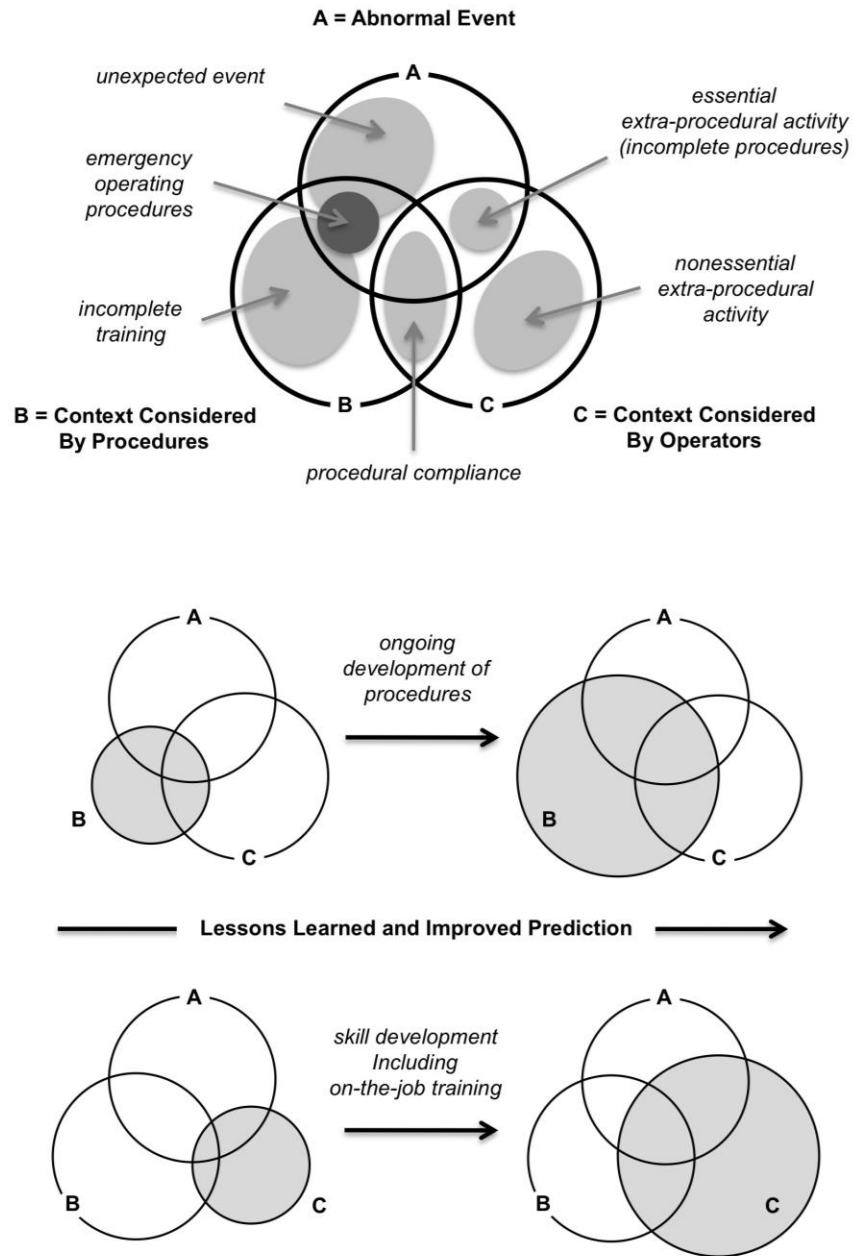 A = Abnormal Event
unexpected event
A
essential
extra-procedural activity
(incomplete procedures)
emergency
operating
procedures
nonessential
extra-procedural
activity
incomplete
training
B = Context Considered
By Procedures
B
C
C = Context Considered
By Operators
procedural compliance
A
B
C
ongoing
development of
procedures
A
B
C
Lessons Learned and Improved Prediction
A
B
C
skill development
Including
on-the-job training
A
B
C